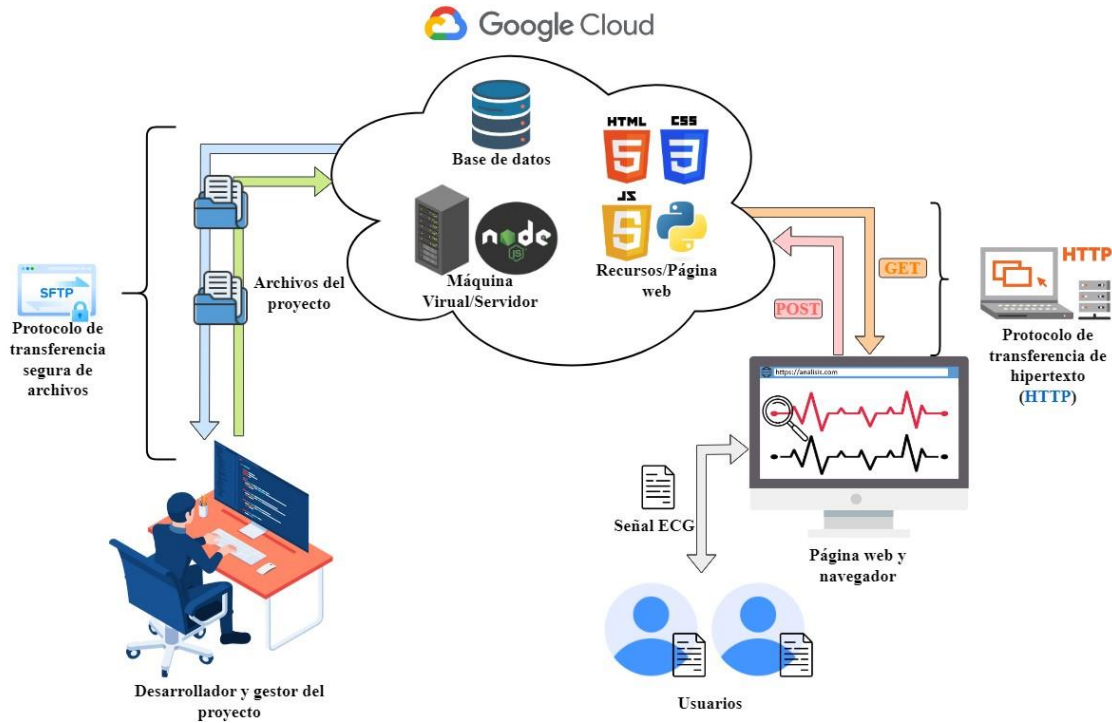 Google Cloud
Base de datos
HTML
CSS
JS
node
JS
Máquina
Virual/Servidor
Recursos/Página
web
Archivos del
proyecto
SFTP
Protocolo de
transferencia
segura de
archivos
GET
POST
HTTP
Protocolo de
transferencia de
hipertexto
(HTTP)
https://analisis.com
Señal ECG
Página web y
navegador
Desarrollador y gestor del
proyecto
Usuarios